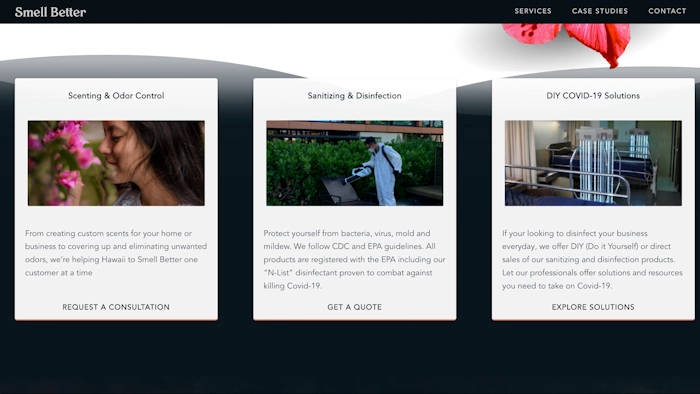 Smell Better
SERVICES CASE STUDIES CONTACT
Scenting & Odor Control
From creating custom scents for your home or
business to covering up and eliminating unwanted
odors, we're helping Hawaii to Smell Better one
customer at a time
REQUEST A CONSULTATION
Sanitizing & Disinfection
Protect yourself from bacteria, virus, mold and
mildew. We follow CDC and EPA guidelines. All
products are registered with the EPA including our
"N-List" disinfectant proven to combat against
killing Covid-19.
GET A QUOTE
DIY COVID-19 Solutions
If your looking to disinfect your business
everyday, we offer DIY (Do it Yourself) or direct
sales of our sanitizing and disinfection products.
Let our professionals offer solutions and resources
you need to take on Covid-19.
EXPLORE SOLUTIONS